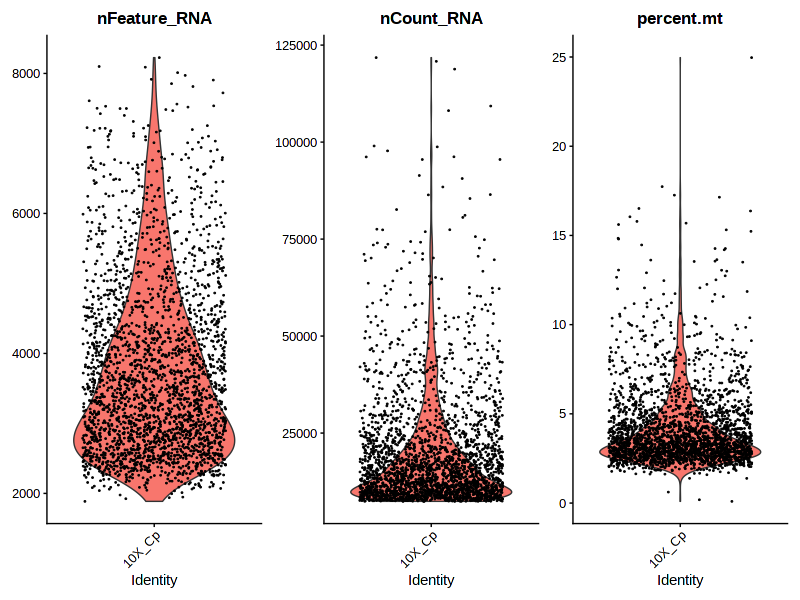 nFeature_RNA
8000
6000
4000
2000
10X_Cp
Identity
nCount_RNA
125000
100000
75000
50000
25000
10X_Cp
Identity
percent.mt
25
20
15
10
5
0
10X_Cp
Identity